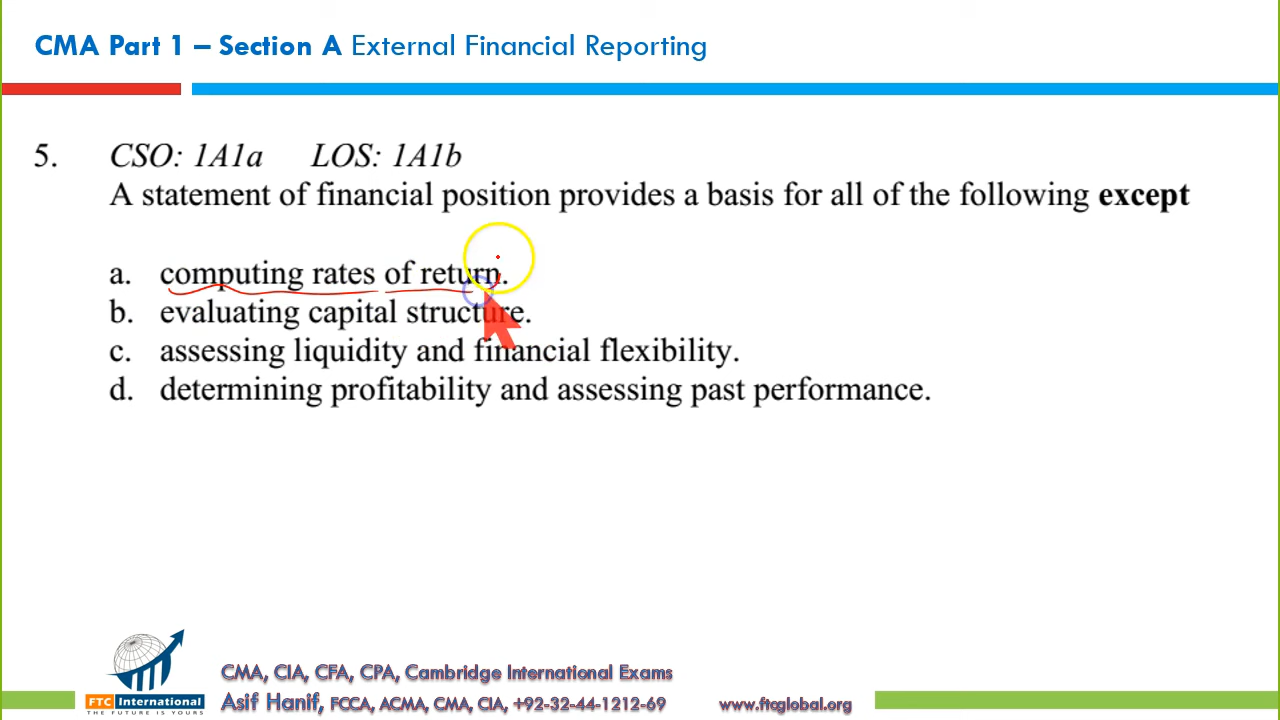 CMA Part 1 – Section A External Financial Reporting
5. CSO: 1A1a LOS: 1A1b
A statement of financial position provides a basis for all of the following except
a. computing rates of return.
b. evaluating capital structure.
c. assessing liquidity and financial flexibility.
d. determining profitability and assessing past performance.
FTC International
THE FUTURE IS YOURS
CMA, CIA, CFA, CPA, Cambridge International Exams
Asif Hanif, FCCA, ACMA, CMA, CIA, +92-32-44-1212-69 www.ftcglobal.org